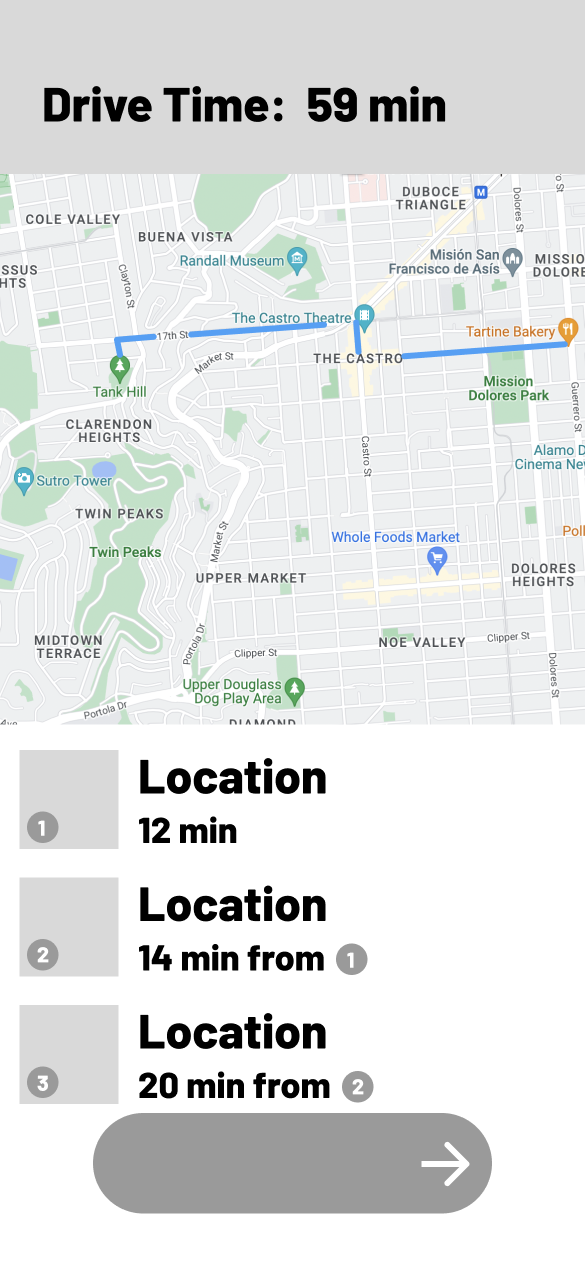 Drive Time: 59 min
DUBOCE
TRIANGLE
M
Dolores St
COLE VALLEY
BUENA VISTA
Randall Museum
Misión San
Francisco de Asís
MISSIO
DOLORE
SSUS
HTS
Clayton St
The Castro Theatre
17th St
Tartine Bakery
Market St
THE CASTRO
Tank Hill
Mission
Dolores Park
Guerrero St
CLARENDON
HEIGHTS
Castro St
Alamo D
Cinema Nev
Sutro Tower
TWIN PEAKS
Market St
Whole Foods Market
Poll
Twin Peaks
UPPER MARKET
DOLORES
HEIGHTS
MIDTOWN
TERRACE
Portola Dr
NOE VALLEY
Clipper St
Clipper St
Dolores St
Upper Douglass
Dog Play Area
Portola Dr
DIAMOND
Location
1
12 min
Location
2
14 min from 1
Location
3
20 min from 2